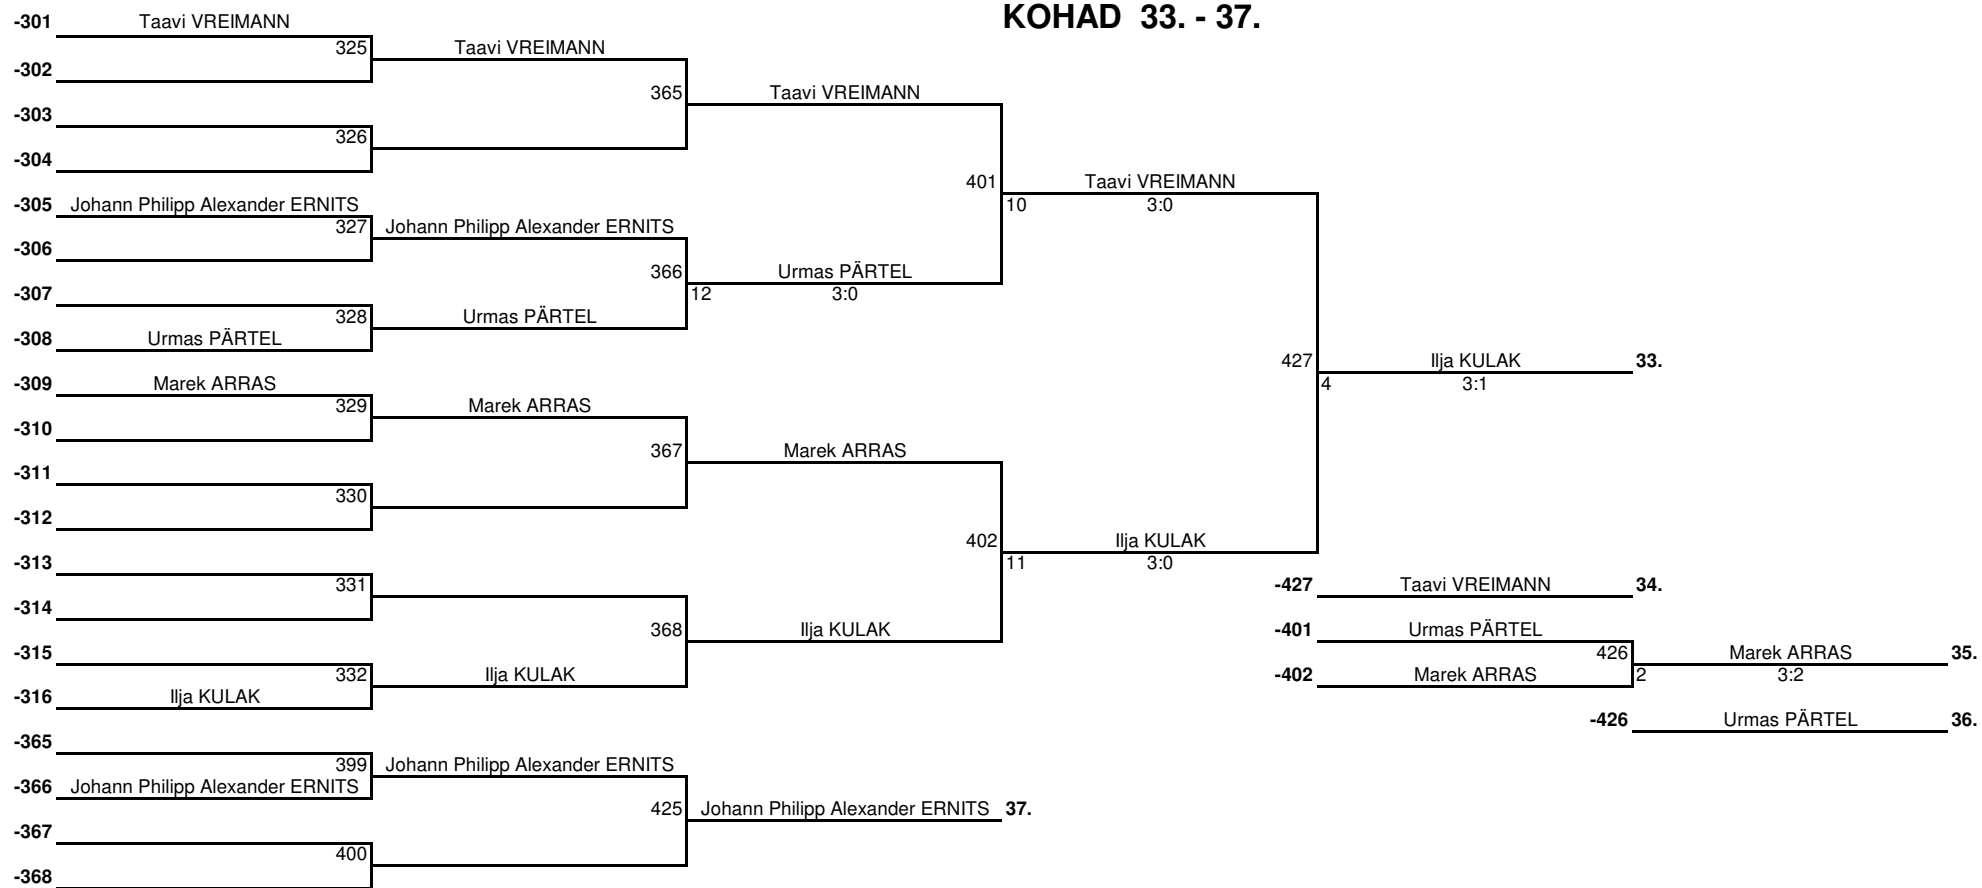 KOHAD 33. - 37.
-301 Taavi VREIMANN
325 Taavi VREIMANN
-302
365 Taavi VREIMANN
-303
326
-304
401 Taavi VREIMANN
10 3:0
-305 Johann Philipp Alexander ERNITS
327 Johann Philipp Alexander ERNITS
-306
366 Urmas PÄRTEL
12 3:0
-307
328 Urmas PÄRTEL
-308 Urmas PÄRTEL
427 Ilja KULAK 33.
4 3:1
-309 Marek ARRAS
329 Marek ARRAS
-310
367 Marek ARRAS
-311
330
-312
402 Ilja KULAK
11 3:0
-313
331
-427 Taavi VREIMANN 34.
-314
368 Ilja KULAK
-401 Urmas PÄRTEL
-315
426 Marek ARRAS 35.
332 Ilja KULAK
-402 Marek ARRAS
2 3:2
-316 Ilja KULAK
-426 Urmas PÄRTEL 36.
-365
399 Johann Philipp Alexander ERNITS
-366 Johann Philipp Alexander ERNITS
425 Johann Philipp Alexander ERNITS 37.
-367
400
-368